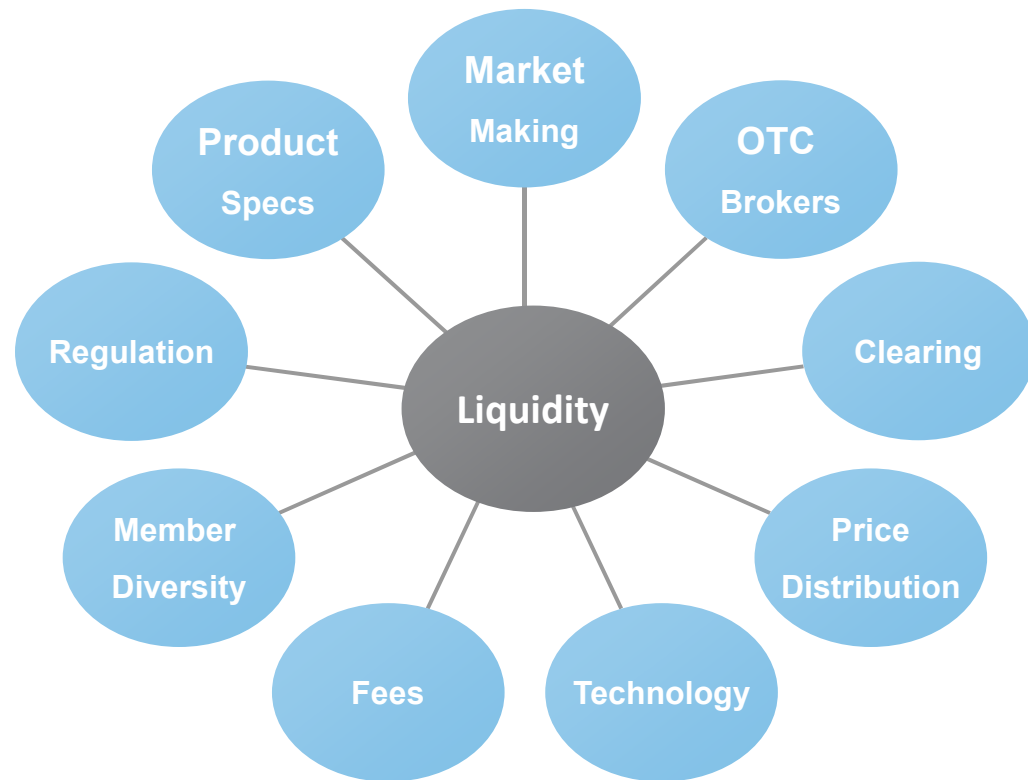 Market
Making
OTC
Brokers
Clearing
Price
Distribution
Technology
Fees
Member
Diversity
Regulation
Product
Specs
Liquidity